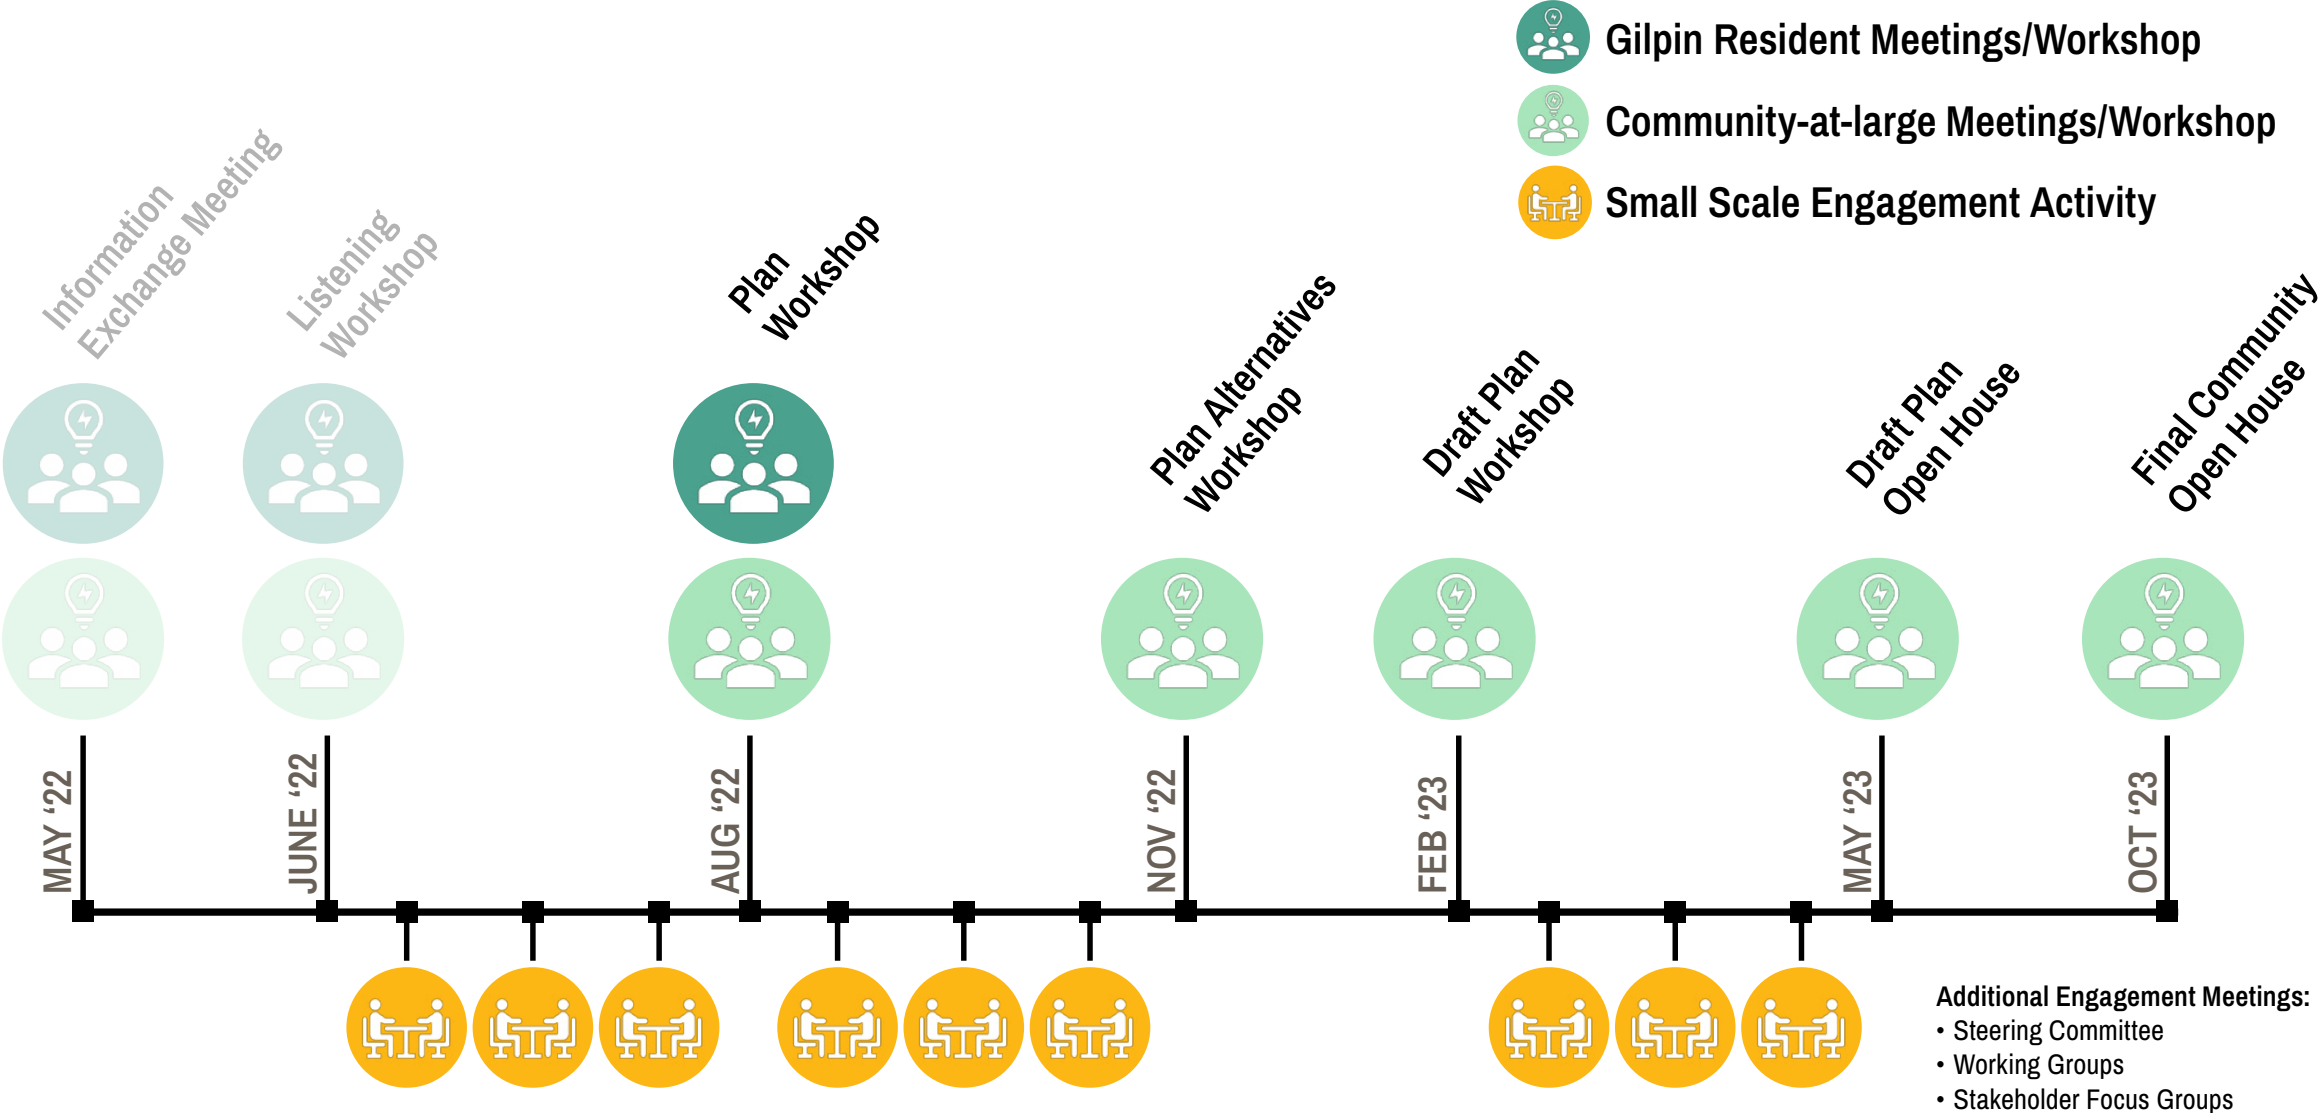 Gilpin Resident Meetings/Workshop
Community-at-large Meetings/Workshop
Small Scale Engagement Activity
Information
Exchange Meeting
Listening
Workshop
Plan
Workshop
Plan Alternatives
Workshop
Draft Plan
Workshop
Draft Plan
Open House
Final Community
Open House
MAY ‘22
JUNE ‘22
AUG ‘22
NOV ‘22
FEB ‘23
MAY ‘23
OCT ‘23
Additional Engagement Meetings:
• Steering Committee
• Working Groups
• Stakeholder Focus Groups